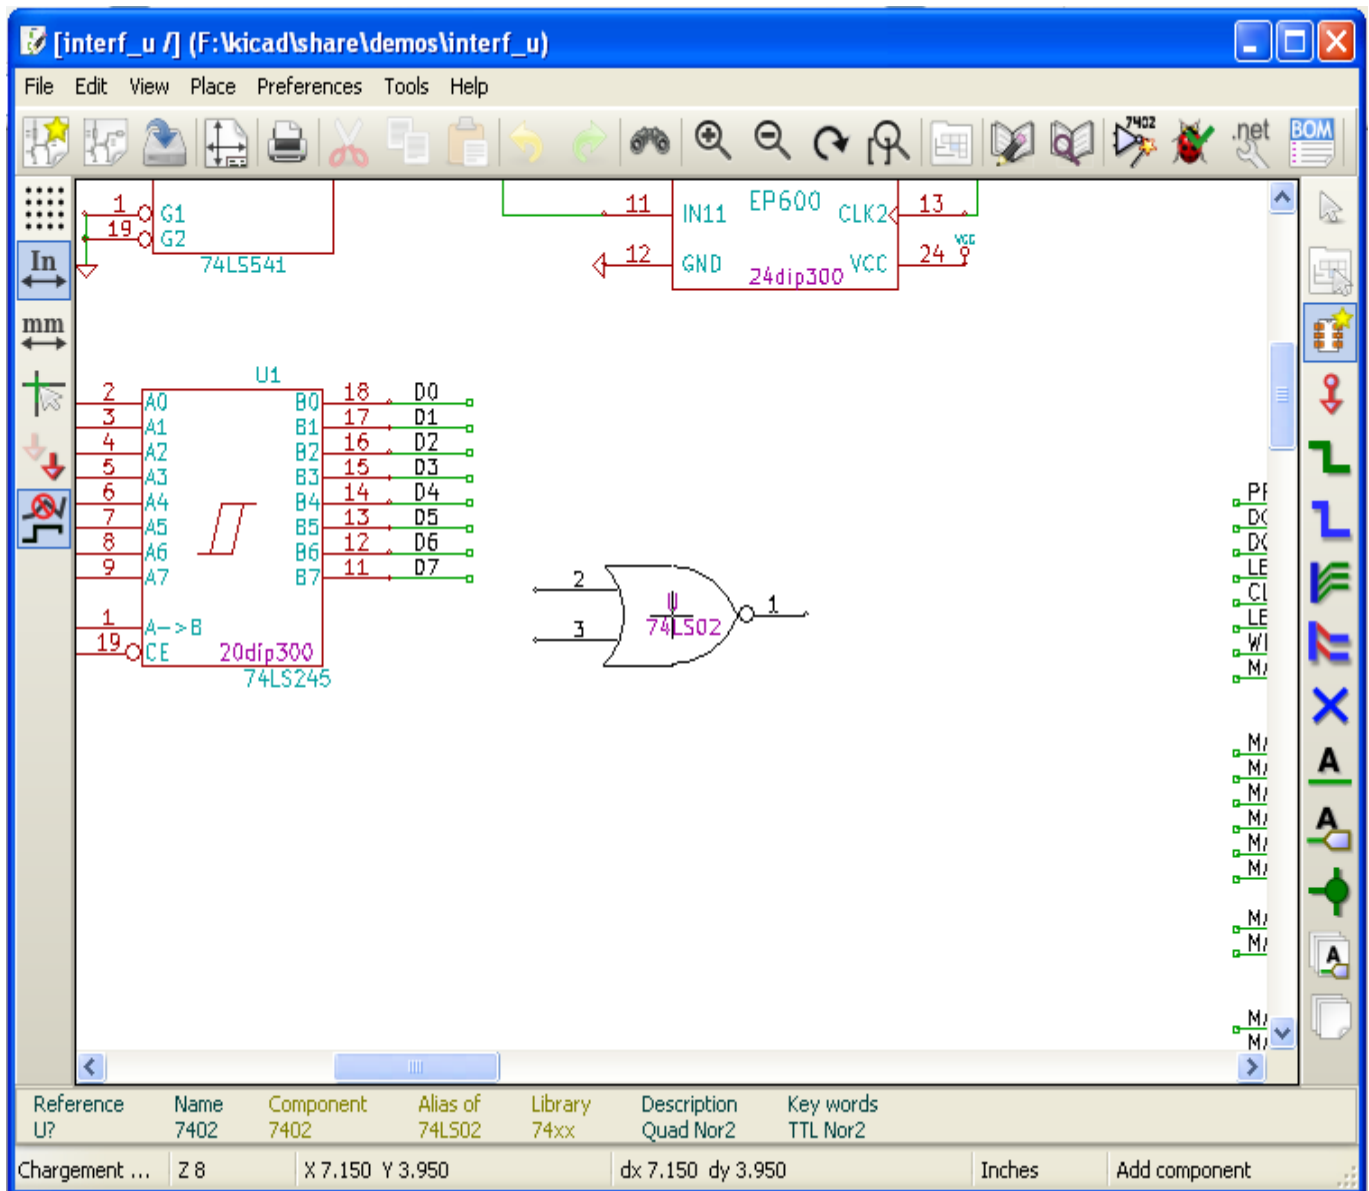 [interf_u /] (F:\kicad\share\demos\interf_u)
File Edit View Place Preferences Tools Help
7402 .net BOM
In
mm
1 G1
19 G2
74LS541
11 IN11 EP600 CLK2 13
12 GND 24dip300 VCC 24 VCC
U1
2 A0 B0 18 D0
3 A1 B1 17 D1
4 A2 B2 16 D2
5 A3 B3 15 D3
6 A4 B4 14 D4
7 A5 B5 13 D5
8 A6 B6 12 D6
9 A7 B7 11 D7
1 A->B
19 CE 20dip300
74LS245
2
3
U
74LS02
1
A
A
A
Reference Name Component Alias of Library Description Key words
U? 7402 7402 74LS02 74xx Quad Nor2 TTL Nor2
Chargement ... Z 8 X 7.150 Y 3.950 dx 7.150 dy 3.950 Inches Add component